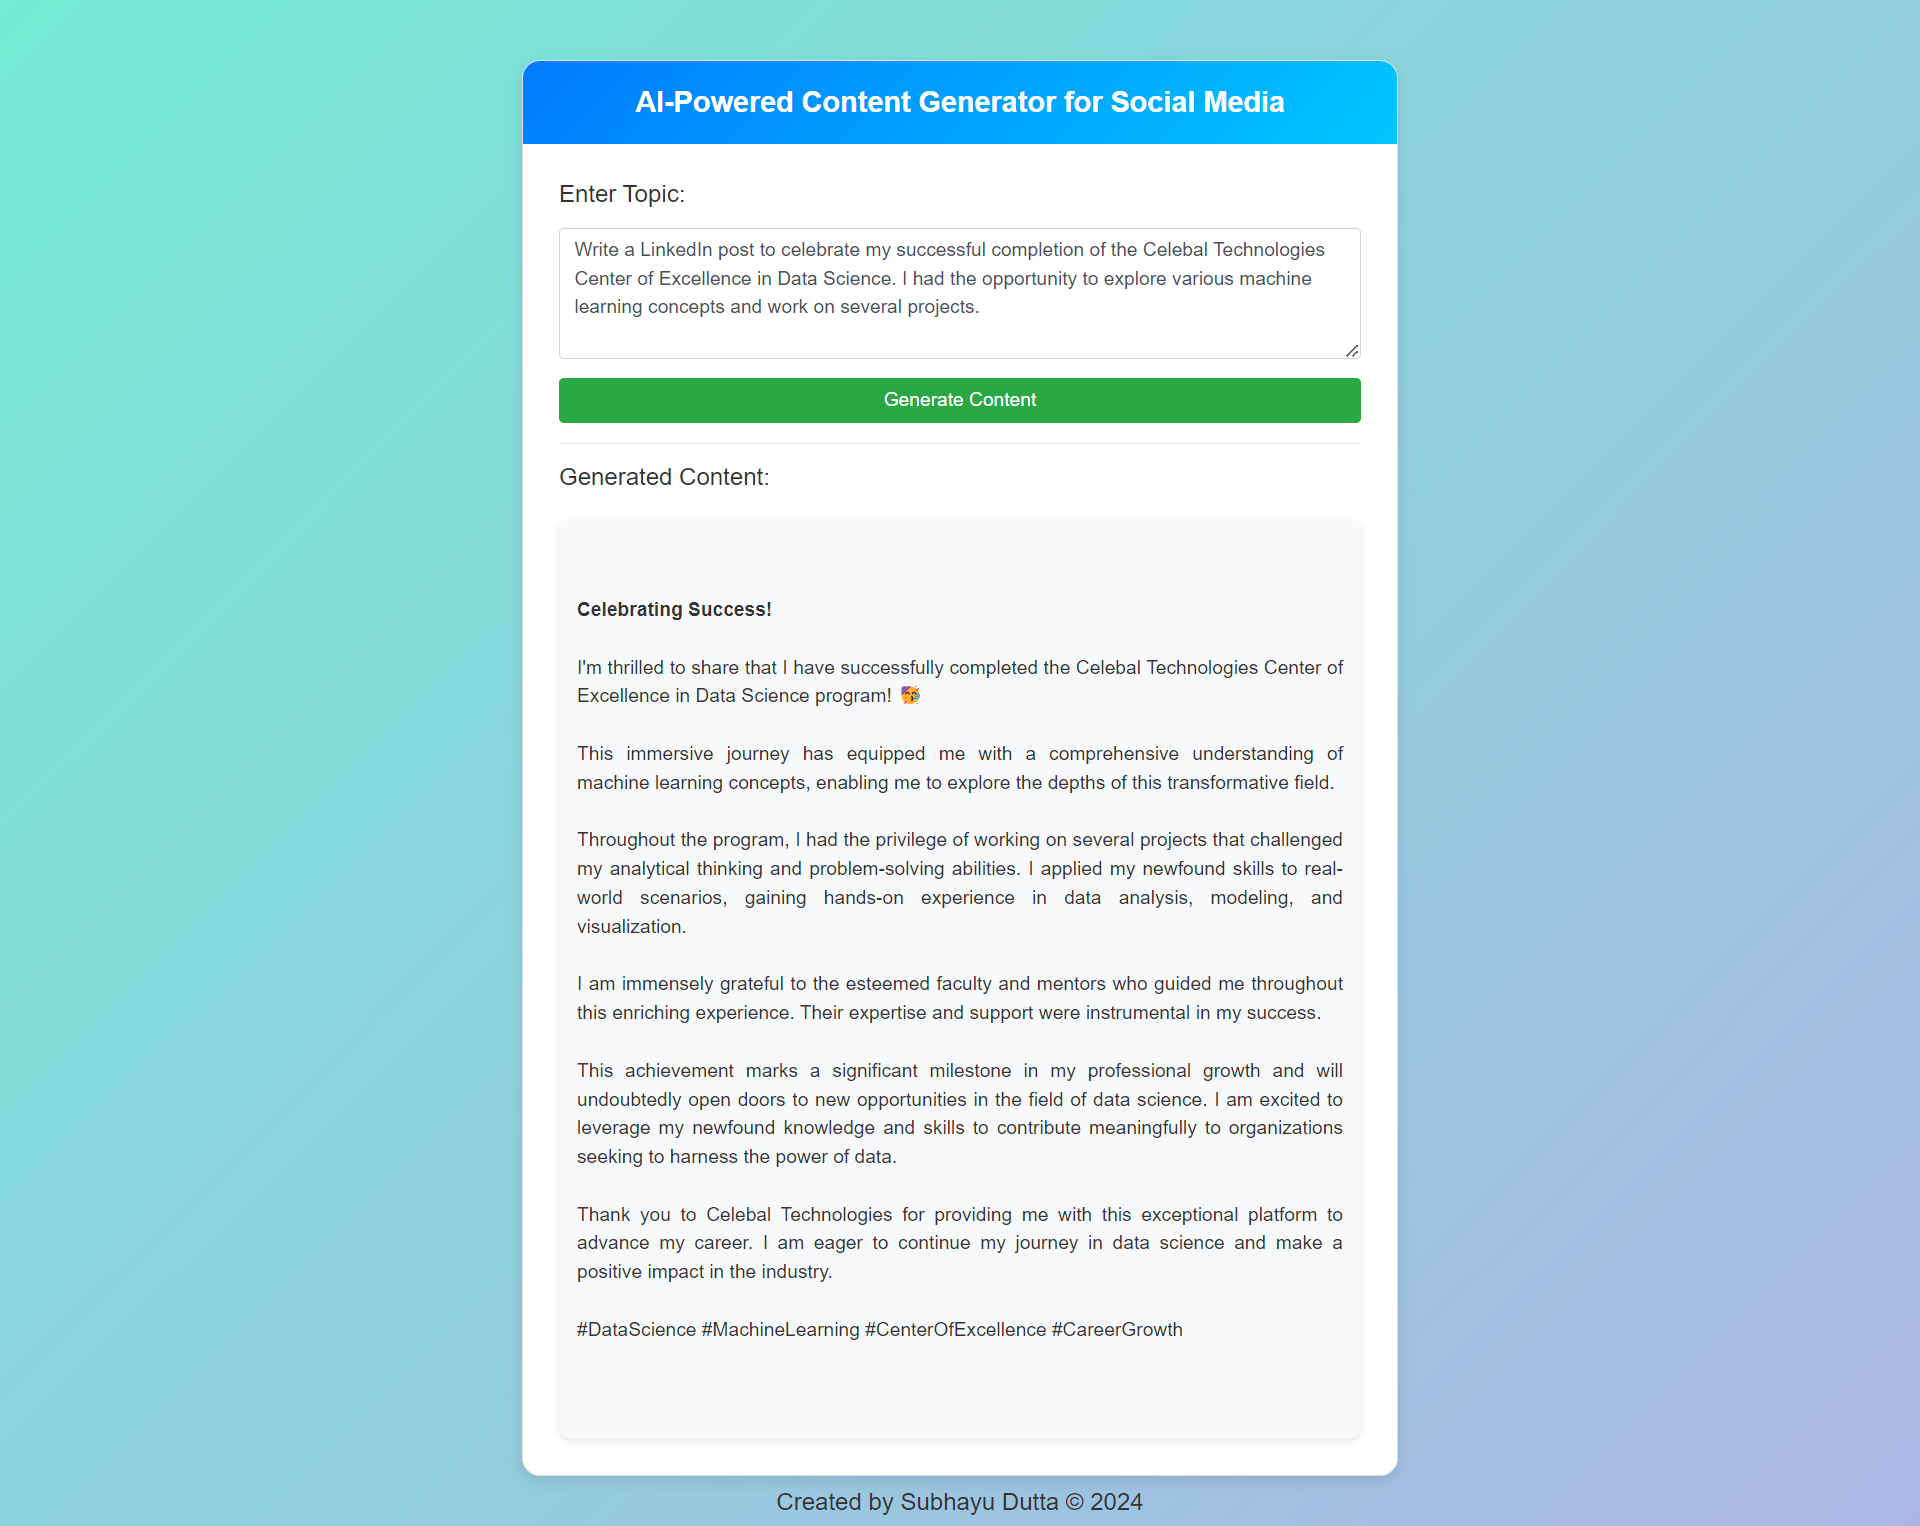 AI-Powered Content Generator for Social Media
Enter Topic:
Write a LinkedIn post to celebrate my successful completion of the Celebal Technologies
Center of Excellence in Data Science. I had the opportunity to explore various machine
learning concepts and work on several projects.
Generate Content
Generated Content:
Celebrating Success!
I'm thrilled to share that I have successfully completed the Celebal Technologies Center of
Excellence in Data Science program! 🥳
This immersive journey has equipped me with a comprehensive understanding of
machine learning concepts, enabling me to explore the depths of this transformative field.
Throughout the program, I had the privilege of working on several projects that challenged
my analytical thinking and problem-solving abilities. I applied my newfound skills to real-
world scenarios, gaining hands-on experience in data analysis, modeling, and
visualization.
I am immensely grateful to the esteemed faculty and mentors who guided me throughout
this enriching experience. Their expertise and support were instrumental in my success.
This achievement marks a significant milestone in my professional growth and will
undoubtedly open doors to new opportunities in the field of data science. I am excited to
leverage my newfound knowledge and skills to contribute meaningfully to organizations
seeking to harness the power of data.
Thank you to Celebal Technologies for providing me with this exceptional platform to
advance my career. I am eager to continue my journey in data science and make a
positive impact in the industry.
#DataScience #MachineLearning #CenterOfExcellence #CareerGrowth
Created by Subhayu Dutta © 2024